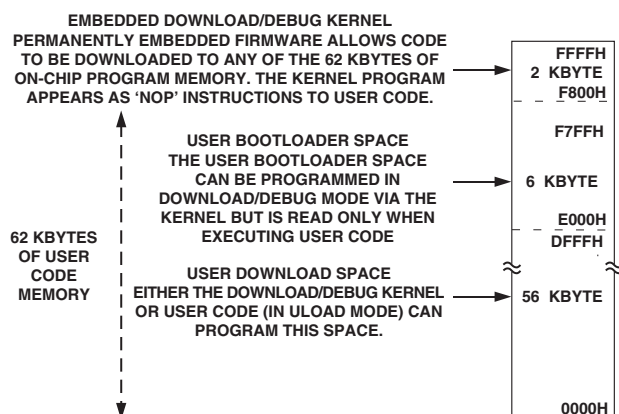 EMBEDDED DOWNLOAD/DEBUG KERNEL
PERMANENTLY EMBEDDED FIRMWARE ALLOWS CODE
TO BE DOWNLOADED TO ANY OF THE 62 KBYTES OF
ON-CHIP PROGRAM MEMORY. THE KERNEL PROGRAM
APPEARS AS 'NOP' INSTRUCTIONS TO USER CODE.
FFFFH
2 KBYTE
F800H
F7FFH
USER BOOTLOADER SPACE
THE USER BOOTLOADER SPACE
CAN BE PROGRAMMED IN
DOWNLOAD/DEBUG MODE VIA THE
KERNEL BUT IS READ ONLY WHEN
EXECUTING USER CODE
6 KBYTE
E000H
DFFFH
62 KBYTES
OF USER
CODE
MEMORY
USER DOWNLOAD SPACE
EITHER THE DOWNLOAD/DEBUG KERNEL
OR USER CODE (IN ULOAD MODE) CAN
PROGRAM THIS SPACE.
56 KBYTE
0000H